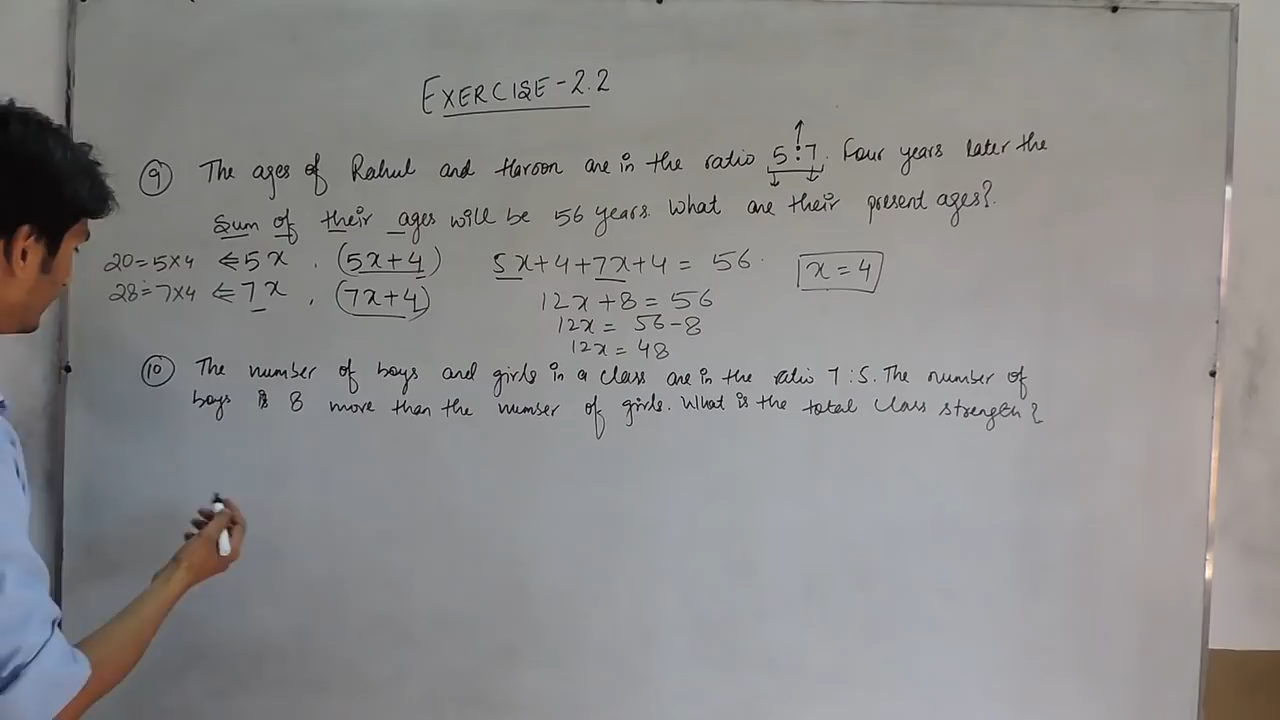 EXERCISE-2.2
⑨ The ages of Rahul and Haroon are in the ratio 5:7. Four years later the
Sum of their ages will be 56 years. What are their present ages?
20=5×4 ⇐ 5x . (5x+4) 5x+4+7x+4 = 56. x=4
28=7×4 ⇐ 7x . (7x+4) 12x+8=56
12x = 56-8
12x = 48
⑩ The number of boys and girls in a class are in the ratio 7:5. The number of
boys is 8 more than the number of girls. What is the total class strength?